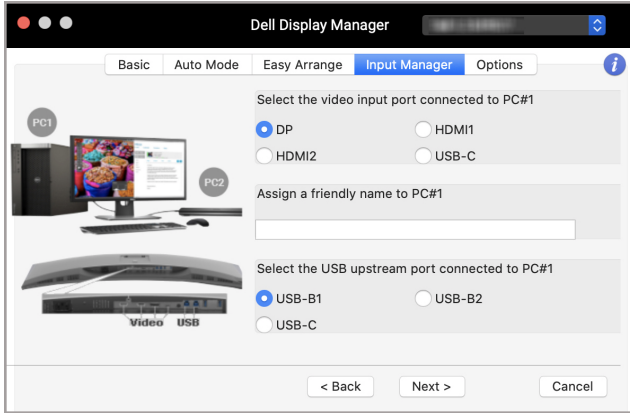 Dell Display Manager
Basic Auto Mode Easy Arrange Input Manager Options i
Select the video input port connected to PC#1
PC1
DP HDMI1
HDMI2 USB-C
PC2
Assign a friendly name to PC#1
Select the USB upstream port connected to PC#1
USB-B1 USB-B2
Video USB
USB-C
< Back Next > Cancel